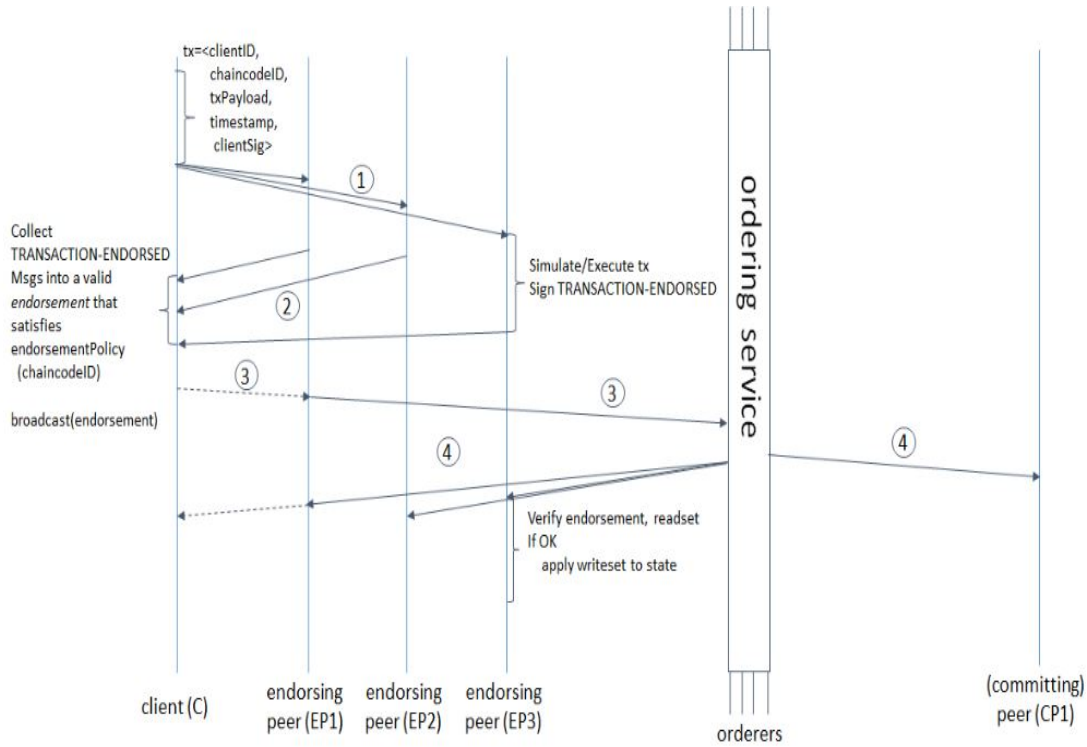 tx=<clientID,
chaincodeID,
txPayload,
timestamp,
clientSig>
1
Collect
TRANSACTION-ENDORSED
Msgs into a valid
endorsement that
satisfies
endorsementPolicy
(chaincodeID)
Simulate/Execute tx
Sign TRANSACTION-ENDORSED
2
3
3
broadcast(endorsement)
ordering service
4
4
Verify endorsement, readset
If OK
apply writeset to state
client (C)
endorsing
peer (EP1)
endorsing
peer (EP2)
endorsing
peer (EP3)
orderers
(committing)
peer (CP1)